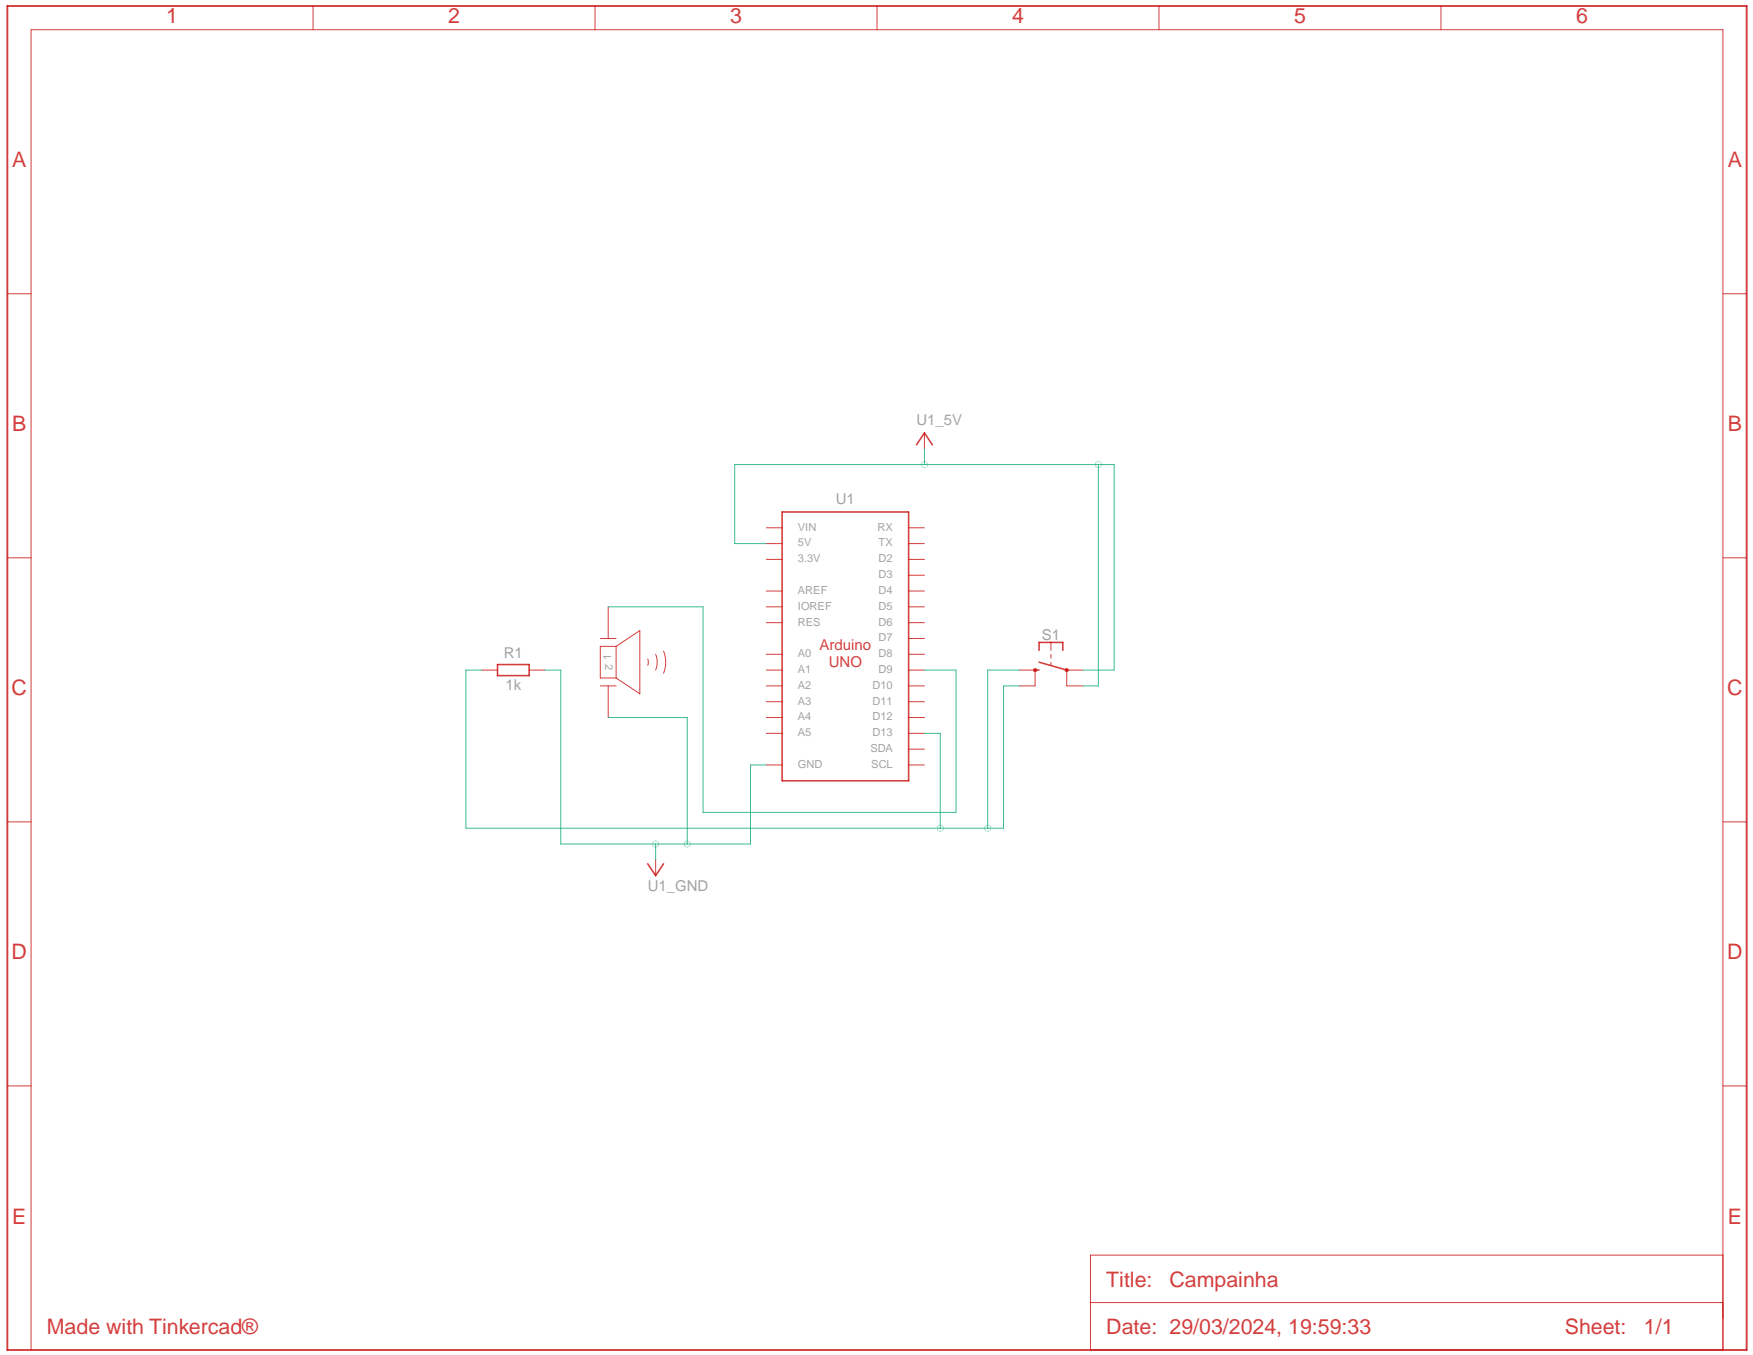 1 2 3 4 5 6
A A
B B
U1_5V
U1
VIN RX
5V TX
3.3V D2
D3
AREF D4
IOREF D5
RES D6
D7
Arduino
UNO
A0 D8
A1 D9
A2 D10
A3 D11
A4 D12
A5 D13
SDA
GND SCL
S1
R1
1k
1 2
C C
U1_GND
D D
E E
Title: Campainha
Date: 29/03/2024, 19:59:33 Sheet: 1/1
Made with Tinkercad®